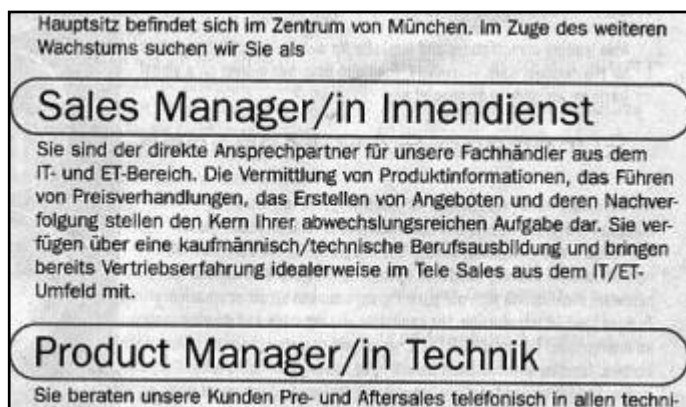 Hauptsitz befindet sich im Zentrum von München. Im Zuge des weiteren
Wachstums suchen wir Sie als
Sales Manager/in Innendienst
Sie sind der direkte Ansprechpartner für unsere Fachhändler aus dem
IT- und ET-Bereich. Die Vermittlung von Produktinformationen, das Führen
von Preisverhandlungen, das Erstellen von Angeboten und deren Nachver-
folgung stellen den Kern Ihrer abwechslungsreichen Aufgabe dar. Sie ver-
fügen über eine kaufmännisch/technische Berufsausbildung und bringen
bereits Vertriebserfahrung idealerweise im Tele Sales aus dem IT/ET-
Umfeld mit.
Product Manager/in Technik
Sie beraten unsere Kunden Pre- und Aftersales telefonisch in allen techni-